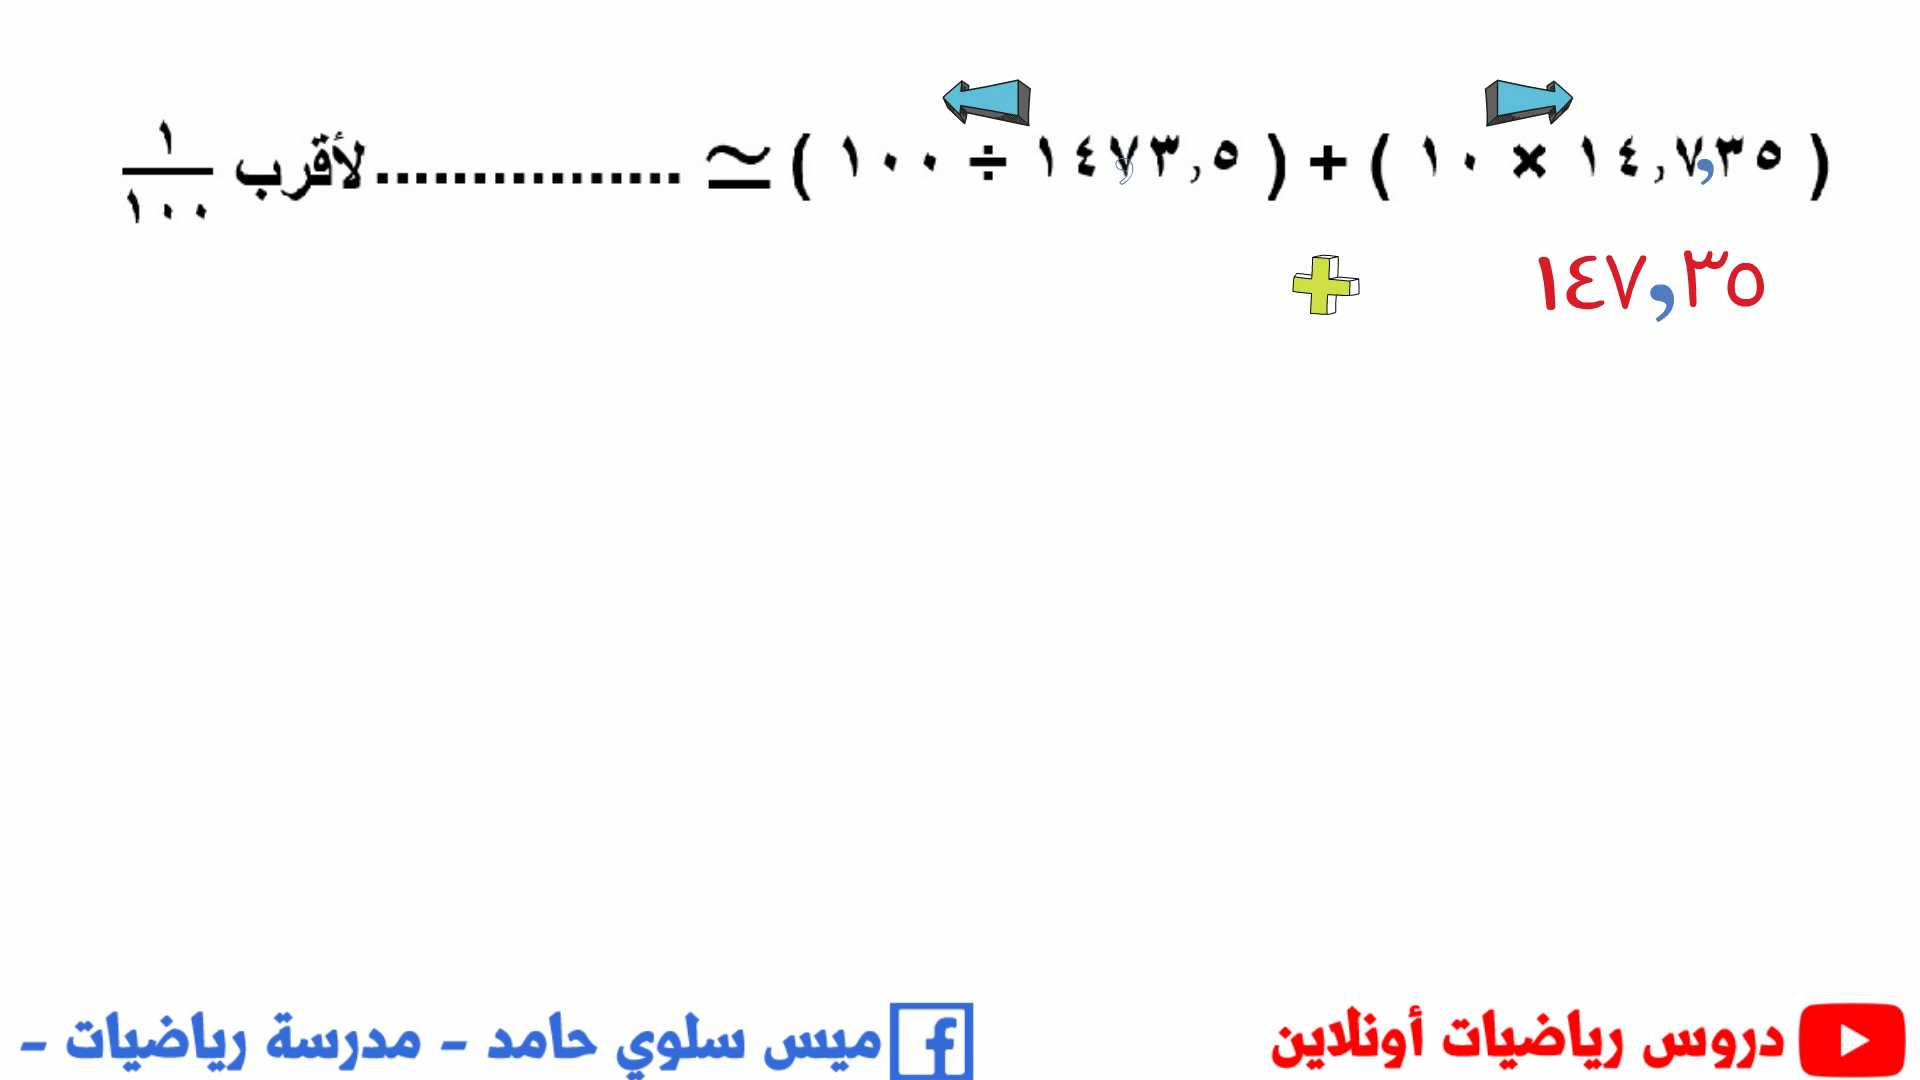 ( ١٤,٧٣٥ × ١٠ ) + ( ١٤٧٣,٥ ÷ ١٠٠ ) ≃ ................ لأقرب ١/١٠٠
١٤٧,٣٥ +
دروس رياضيات أونلاين
ميس سلوي حامد - مدرسة رياضيات -